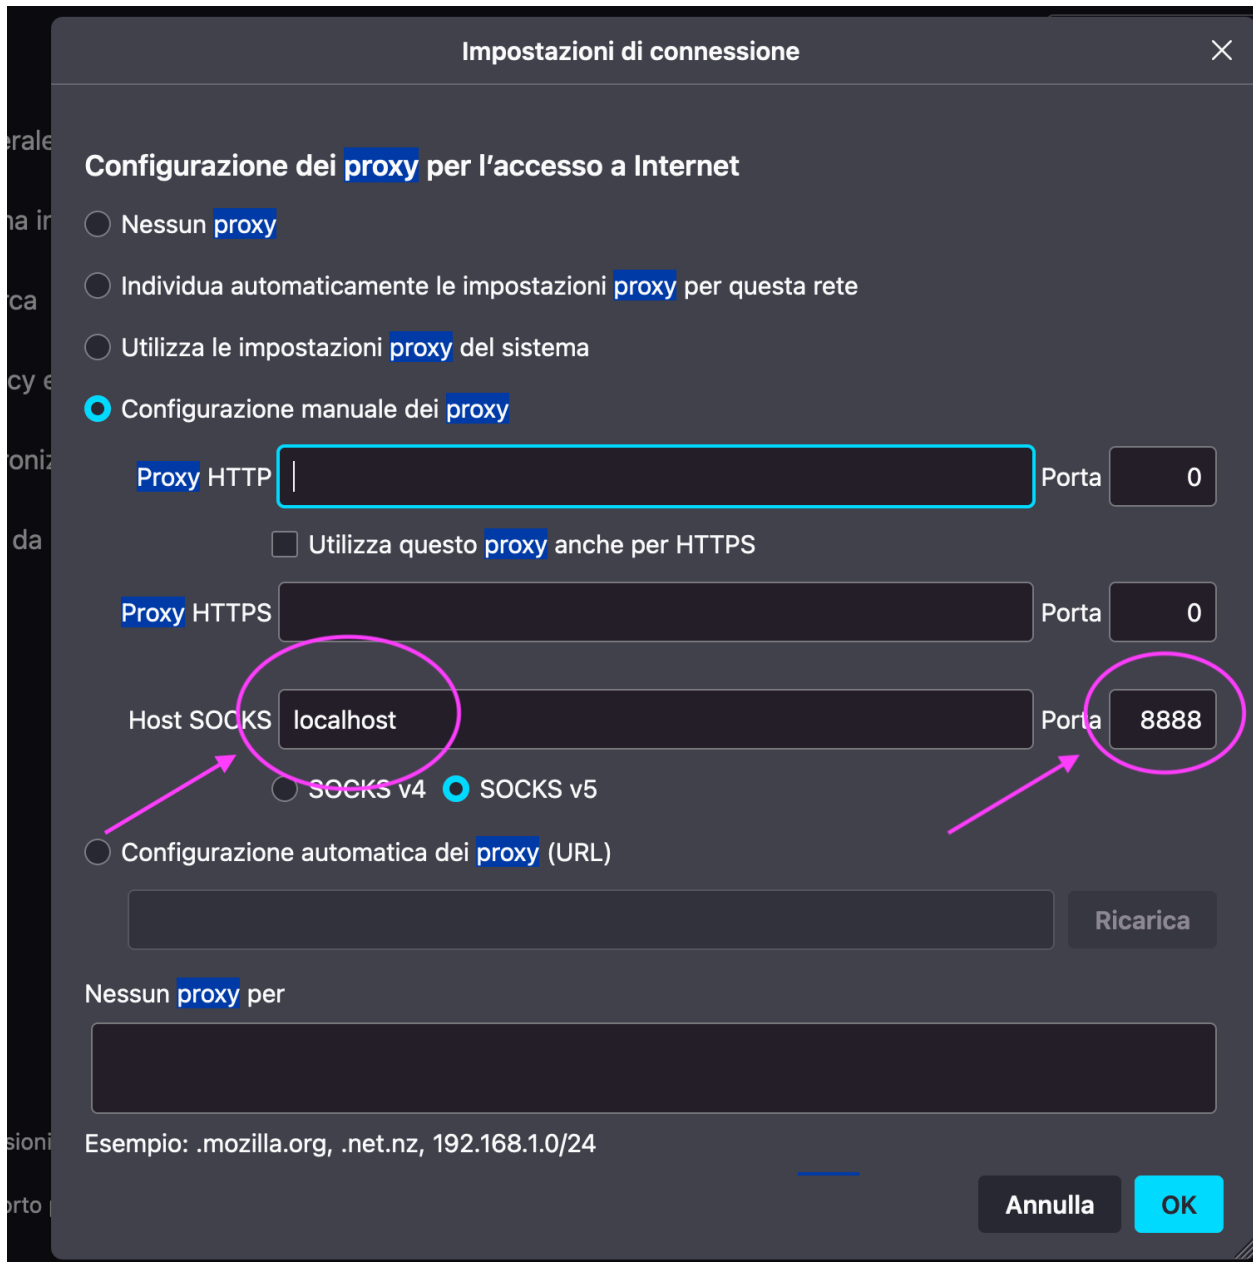 Impostazioni di connessione
Configurazione dei proxy per l'accesso a Internet
Nessun proxy
Individua automaticamente le impostazioni proxy per questa rete
Utilizza le impostazioni proxy del sistema
Configurazione manuale dei proxy
Proxy HTTP Porta 0
Utilizza questo proxy anche per HTTPS
Proxy HTTPS Porta 0
Host SOCKS localhost Porta 8888
SOCKS v4 SOCKS v5
Configurazione automatica dei proxy (URL)
Ricarica
Nessun proxy per
Esempio: .mozilla.org, .net.nz, 192.168.1.0/24
Annulla OK